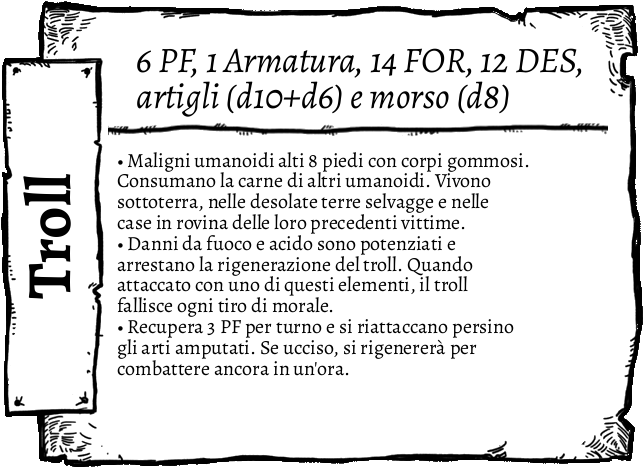 Troll
6 PF, 1 Armatura, 14 FOR, 12 DES,
artigli (d10+d6) e morso (d8)
• Maligni umanoidi alti 8 piedi con corpi gommosi.
Consumano la carne di altri umanoidi. Vivono
sottoterra, nelle desolate terre selvagge e nelle
case in rovina delle loro precedenti vittime.
• Danni da fuoco e acido sono potenziati e
arrestano la rigenerazione del troll. Quando
attaccato con uno di questi elementi, il troll
fallisce ogni tiro di morale.
• Recupera 3 PF per turno e si riattaccano persino
gli arti amputati. Se ucciso, si rigenererà per
combattere ancora in un'ora.